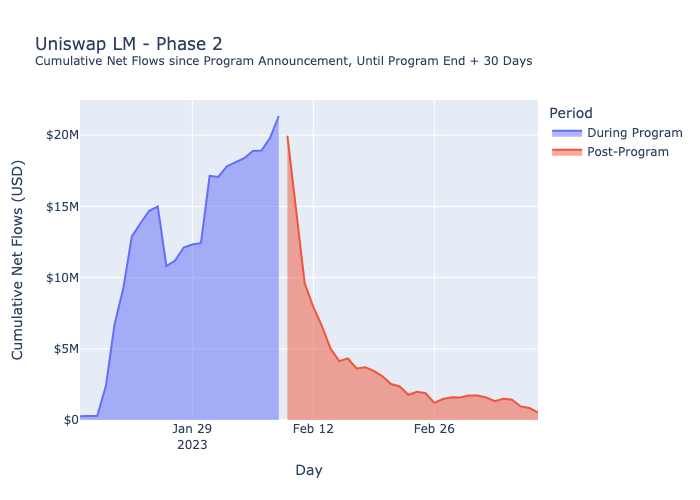 Uniswap LM - Phase 2
Cumulative Net Flows since Program Announcement, Until Program End + 30 Days
Period
During Program
Post-Program
Cumulative Net Flows (USD)
$20M
$15M
$10M
$5M
$0
Jan 29
2023
Feb 12
Feb 26
Day